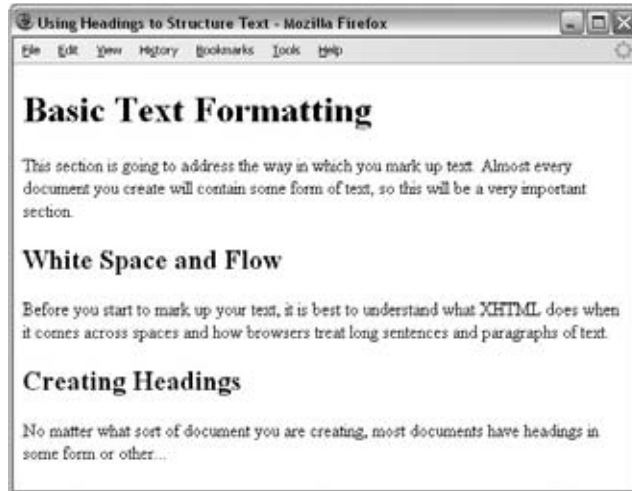 Using Headings to Structure Text - Mozilla Firefox
File Edit View History Bookmarks Tools Help
Basic Text Formatting
This section is going to address the way in which you mark up text. Almost every
document you create will contain some form of text, so this will be a very important
section.
White Space and Flow
Before you start to mark up your text, it is best to understand what XHTML does when
it comes across spaces and how browsers treat long sentences and paragraphs of text.
Creating Headings
No matter what sort of document you are creating, most documents have headings in
some form or other...